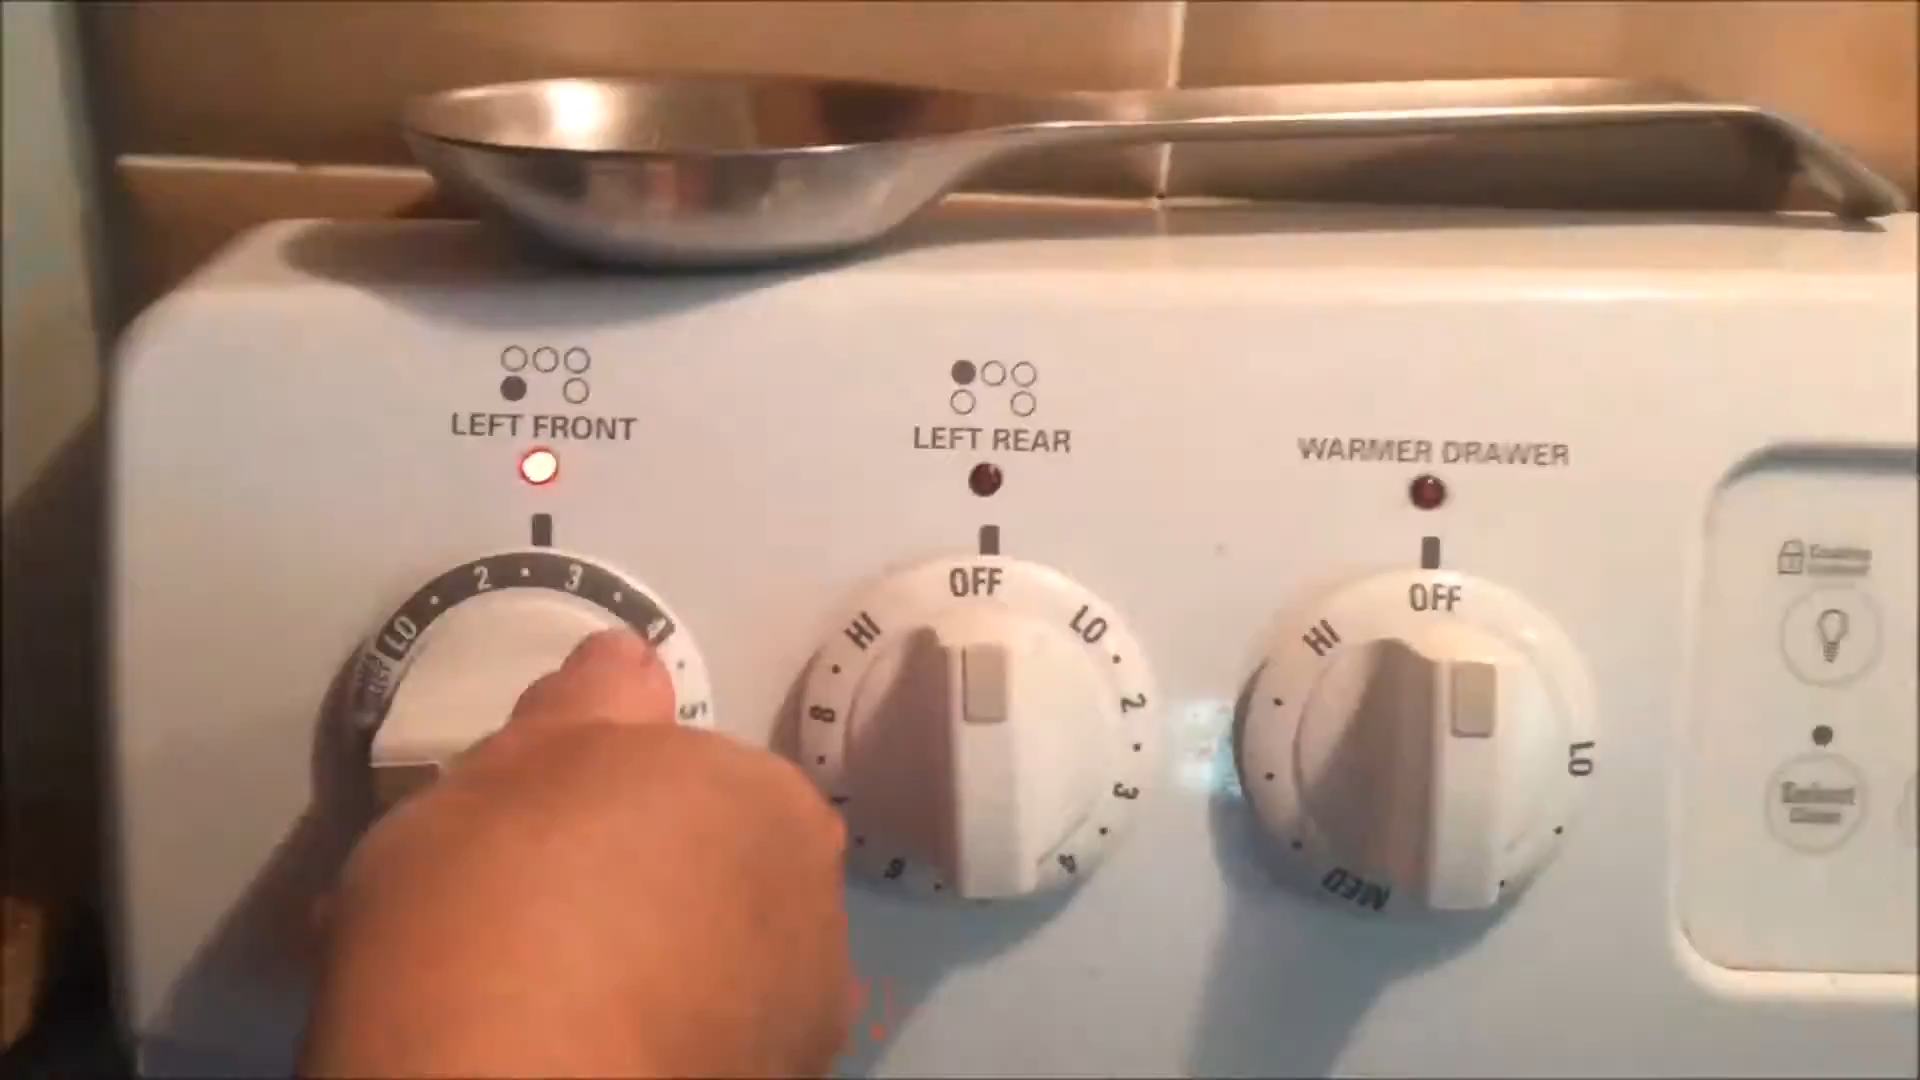 LEFT FRONT
LEFT REAR
WARMER DRAWER
LO 2 3 4
OFF
OFF
HI LO
HI
8 2
LO
3
6 4
MED